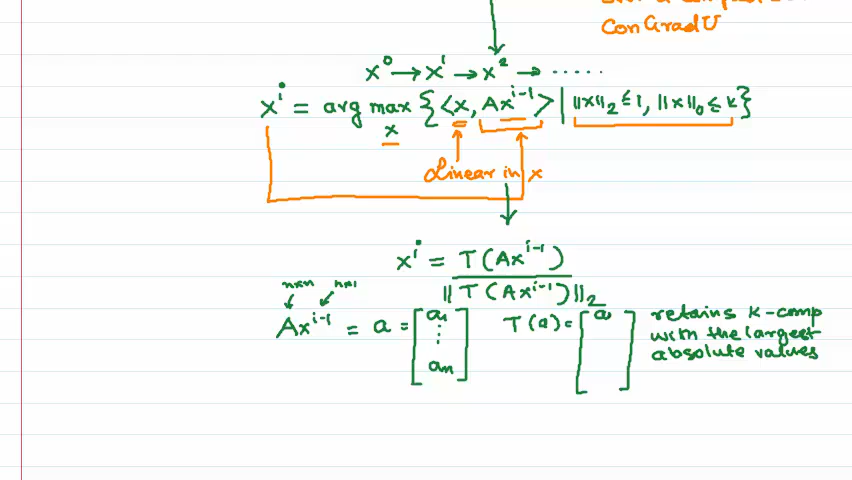 ConGradU
x⁰ → x¹ → x² → ·····
xⁱ = arg max {<x, Axⁱ⁻¹> | ||x||₂ ≤ 1, ||x||₀ ≤ k}
x
Linear in x
xⁱ = T(Axⁱ⁻¹) / ||T(Axⁱ⁻¹)||₂
n×n n×1
Axⁱ⁻¹ = a = [a₁ ⋮ aₙ] T(a) = [a ] retains k-comp
with the largest
absolute values